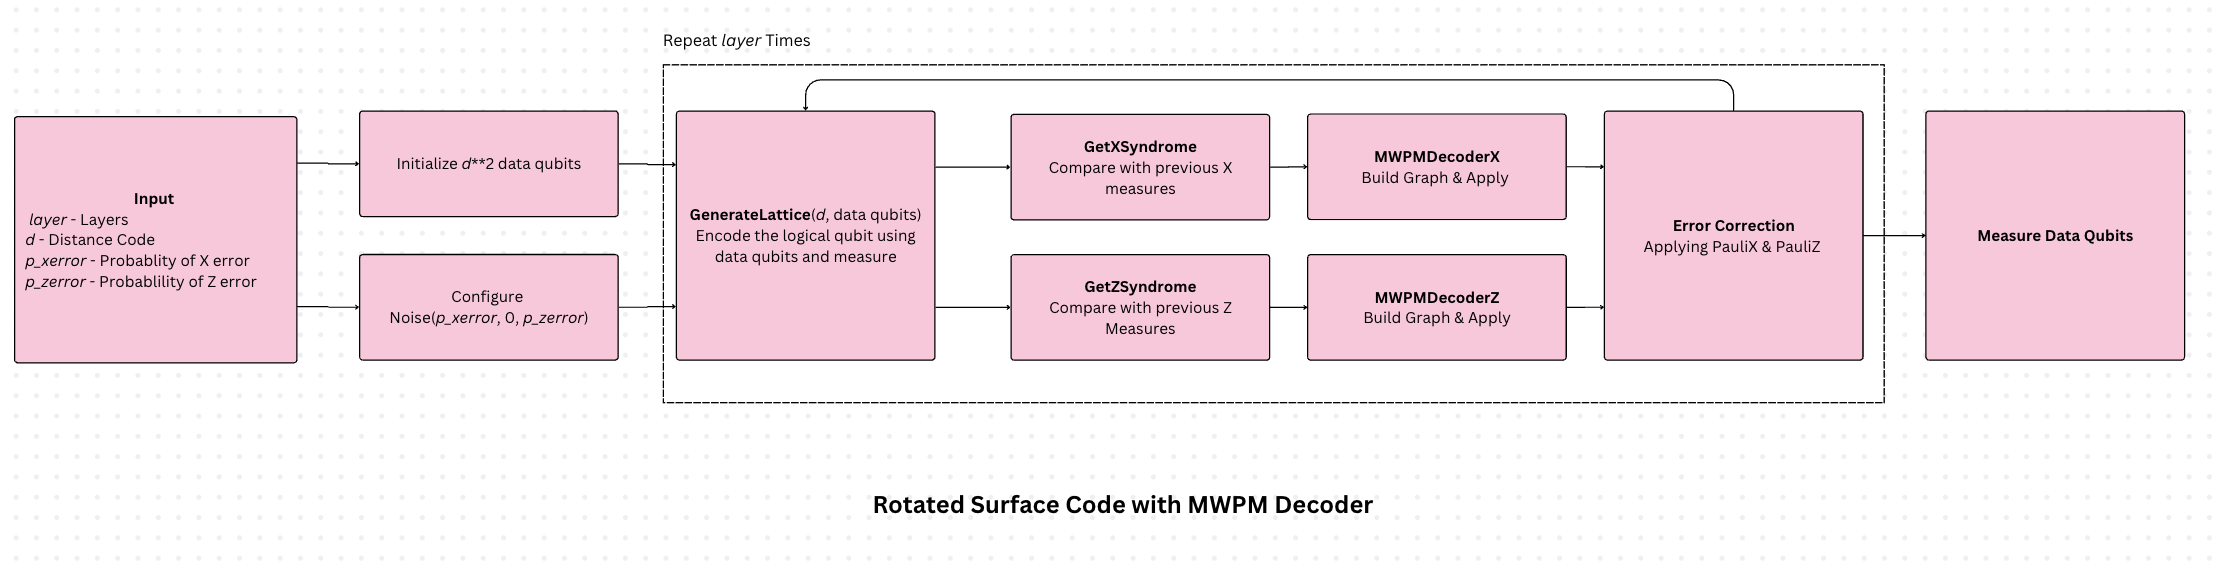 Repeat layer Times
Input
layer - Layers
d - Distance Code
p_xerror - Probablity of X error
p_zerror - Probablility of Z error
Initialize d**2 data qubits
Configure
Noise(p_xerror, 0, p_zerror)
GenerateLattice(d, data qubits)
Encode the logical qubit using
data qubits and measure
GetXSyndrome
Compare with previous X
measures
GetZSyndrome
Compare with previous Z
Measures
MWPMDecoderX
Build Graph & Apply
MWPMDecoderZ
Build Graph & Apply
Error Correction
Applying PauliX & PauliZ
Measure Data Qubits
Rotated Surface Code with MWPM Decoder